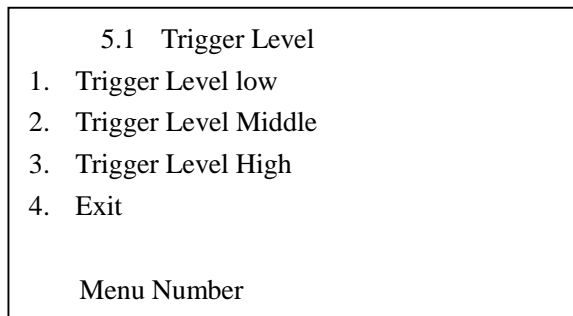 5.1 Trigger Level
1. Trigger Level low
2. Trigger Level Middle
3. Trigger Level High
4. Exit
Menu Number